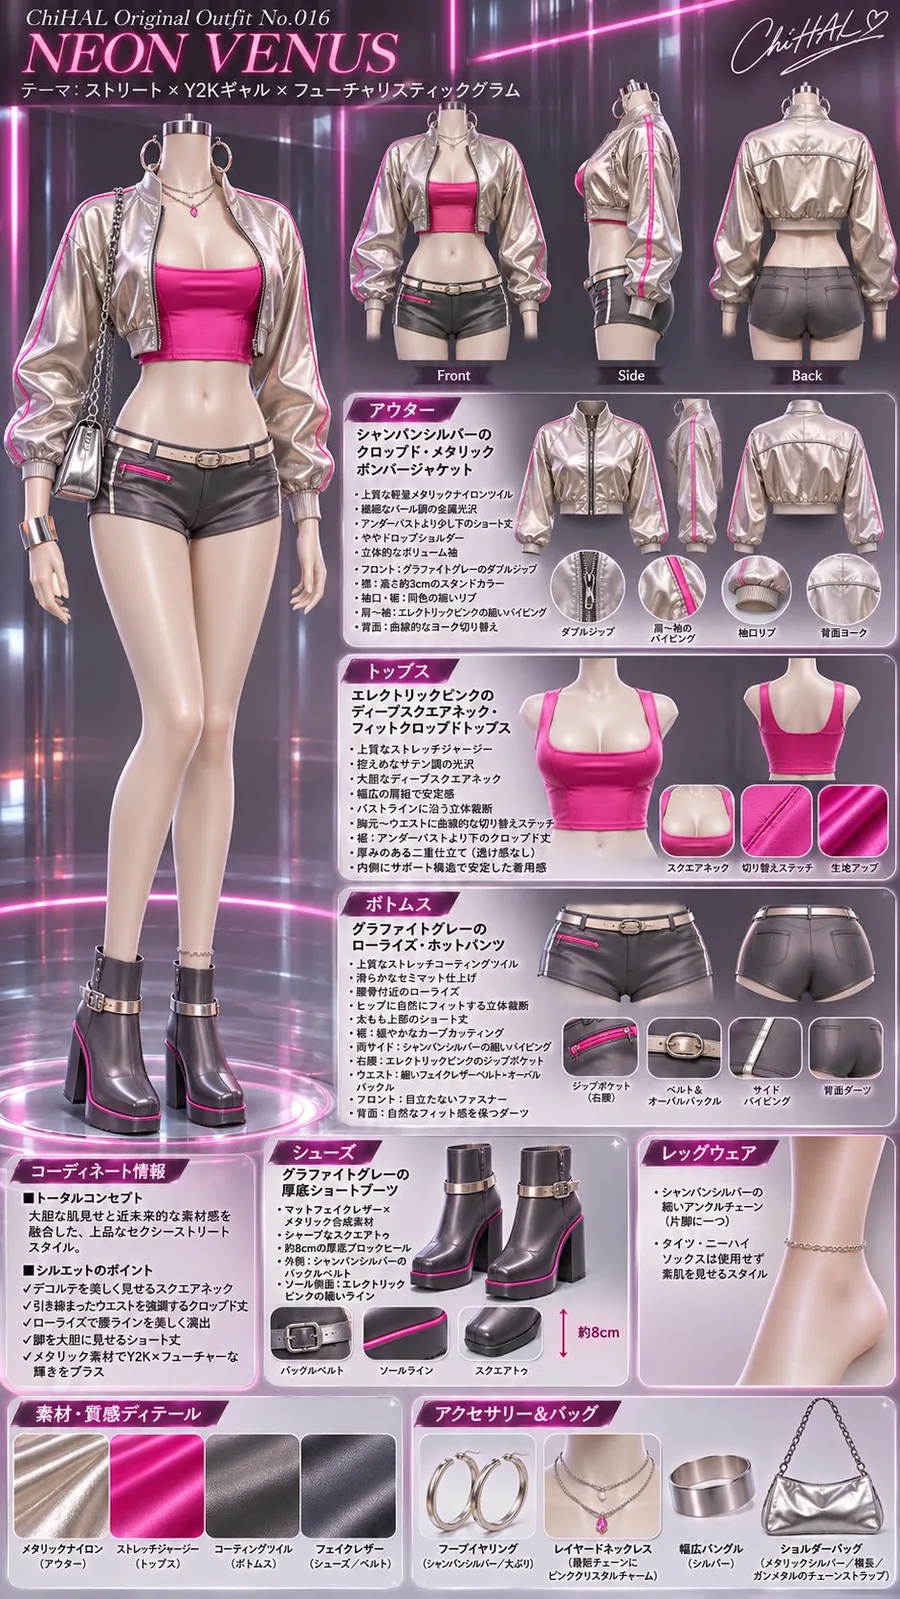 ChiHAL Original Outfit No.016
NEON VENUS
テーマ：ストリート × Y2Kギャル × フューチャリスティックグラム
ChiHAL♡
Front
Side
Back
アウター
シャンパンシルバーの
クロップド・メタリック
ボンバージャケット
・上質な軽量メタリックナイロンツイル
・繊細なパール調の金属光沢
・アンダーバストより少し下のショート丈
・ややドロップショルダー
・立体的なボリューム袖
・フロント：グラファイトグレーのダブルジップ
・襟：高さ約3cmのスタンドカラー
・袖口・裾：同色の細いリブ
・肩〜袖：エレクトリックピンクの細いパイピング
・背面：曲線的なヨーク切り替え
ダブルジップ
肩〜袖の
パイピング
袖口リブ
背面ヨーク
トップス
エレクトリックピンクの
ディープスクエアネック・
フィットクロップドトップス
・上質なストレッチジャージー
・控えめなサテン調の光沢
・大胆なディープスクエアネック
・幅広の肩紐で安定感
・バストラインに沿う立体裁断
・胸元〜ウエストに曲線的な切り替えステッチ
・裾：アンダーバストより下のクロップド丈
・厚みのある二重仕立て（透け感なし）
・内側にサポート構造で安定した着用感
スクエアネック
切り替えステッチ
生地アップ
ボトムス
グラファイトグレーの
ローライズ・ホットパンツ
・上質なストレッチコーティングツイル
・滑らかなセミマット仕上げ
・腰骨付近のローライズ
・ヒップに自然にフィットする立体裁断
・太もも上部のショート丈
・裾：緩やかなカーブカッティング
・両サイド：シャンパンシルバーの細いパイピング
・右腰：エレクトリックピンクのジップポケット
・ウエスト：細いフェイクレザーベルト+オーバル
バックル
・フロント：目立たないファスナー
・背面：自然なフィット感を保つダーツ
ジップポケット
（右腰）
ベルト＆
オーバルバックル
サイド
パイピング
背面ダーツ
コーディネート情報
■トータルコンセプト
大胆な肌見せと近未来的な素材感を
融合した、上品なセクシーストリート
スタイル。
■シルエットのポイント
✓デコルテを美しく見せるスクエアネック
✓引き締まったウエストを強調するクロップド丈
✓ローライズで腰ラインを美しく演出
✓脚を大胆に見せるショート丈
✓メタリック素材でY2K×フューチャーな
輝きをプラス
シューズ
グラファイトグレーの
厚底ショートブーツ
・マットフェイクレザー×
メタリック合成素材
・シャープなスクエアトゥ
・約8cmの厚底ブロックヒール
・外側：シャンパンシルバーの
バックルベルト
・ソール側面：エレクトリック
ピンクの細いライン
バックルベルト
ソールライン
スクエアトゥ
約8cm
レッグウェア
・シャンパンシルバーの
細いアンクルチェーン
（片脚に一つ）
・タイツ・ニーハイ
ソックスは使用せず
素肌を見せるスタイル
素材・質感ディテール
メタリックナイロン
（アウター）
ストレッチジャージー
（トップス）
コーティングツイル
（ボトムス）
フェイクレザー
（シューズ／ベルト）
アクセサリー＆バッグ
フープイヤリング
（シャンパンシルバー／大ぶり）
レイヤードネックレス
（最短チェーンに
ピンククリスタルチャーム）
幅広バングル
（シルバー）
ショルダーバッグ
（メタリックシルバー／横長／
ガンメタルのチェーンストラップ）